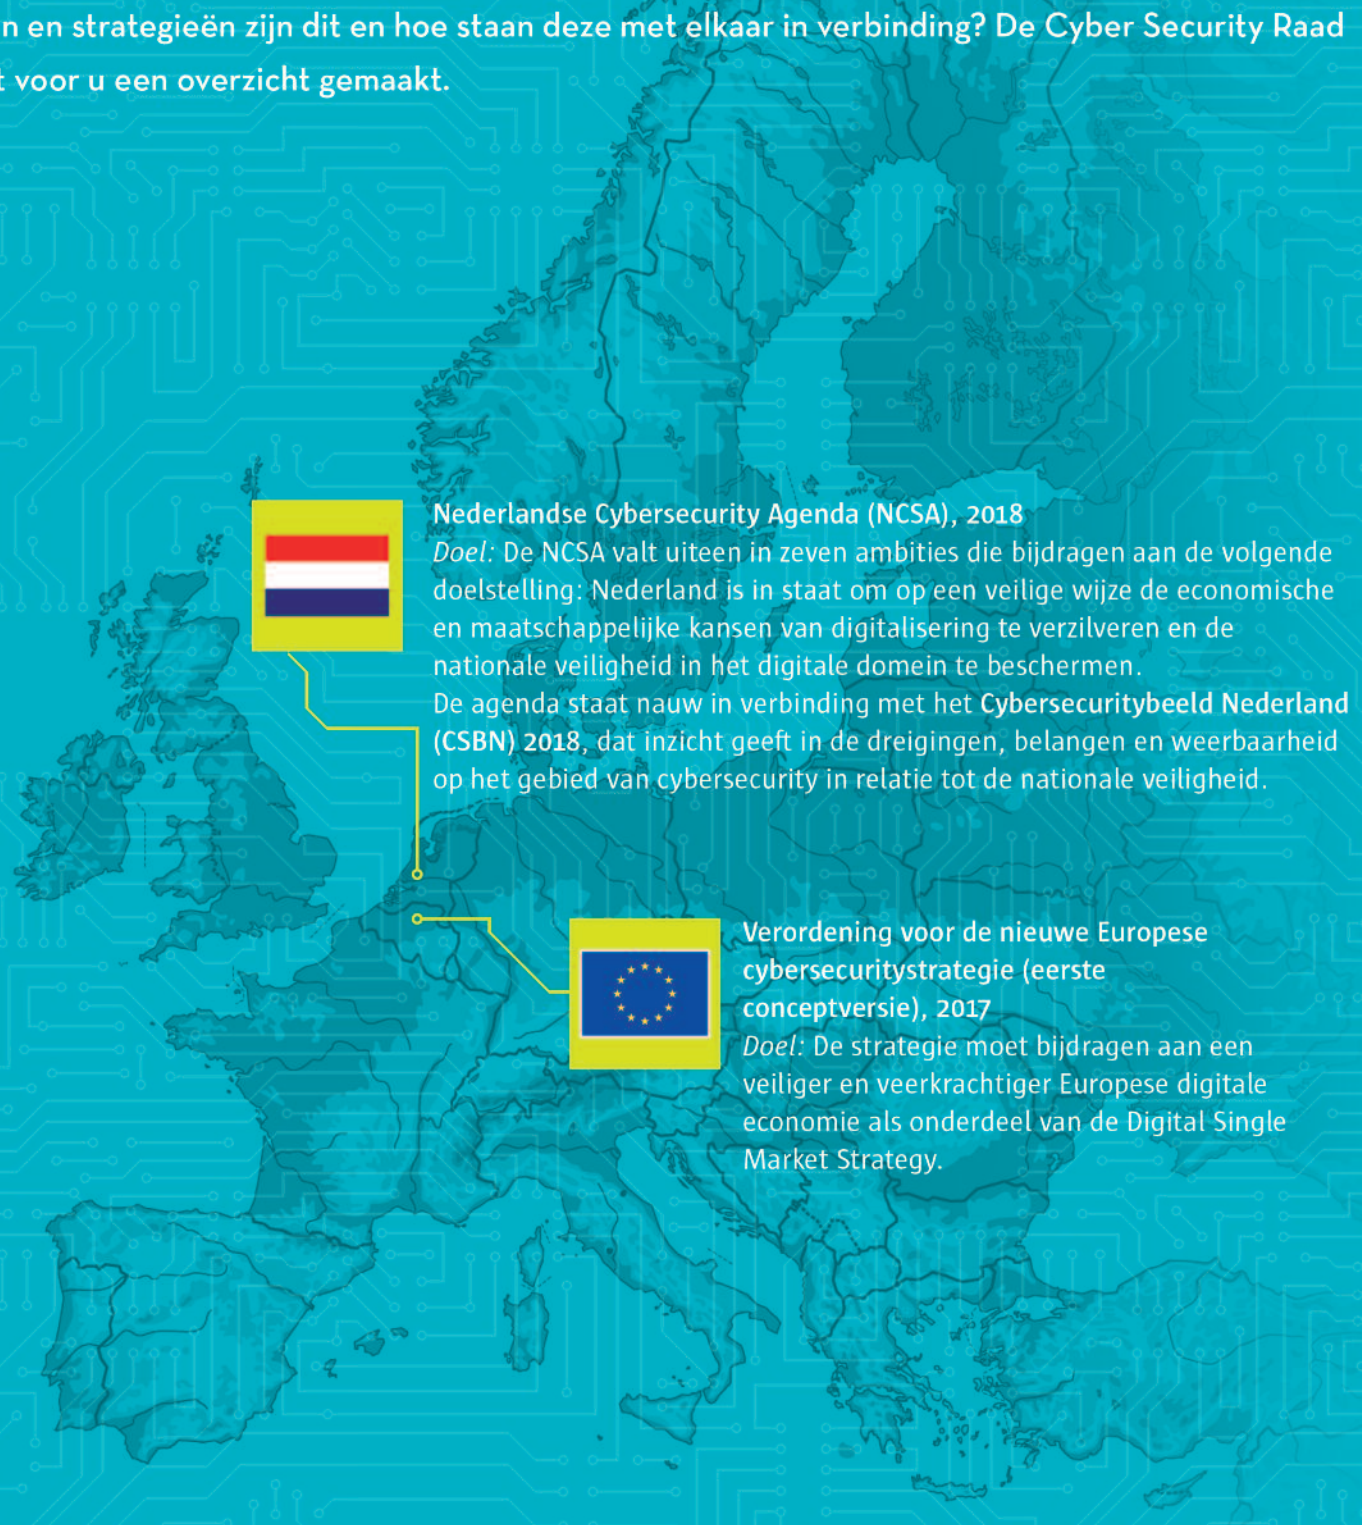 n en strategieën zijn dit en hoe staan deze met elkaar in verbinding? De Cyber Security Raad
t voor u een overzicht gemaakt.
Nederlandse Cybersecurity Agenda (NCSA), 2018
Doel: De NCSA valt uiteen in zeven ambities die bijdragen aan de volgende
doelstelling: Nederland is in staat om op een veilige wijze de economische
en maatschappelijke kansen van digitalisering te verzilveren en de
nationale veiligheid in het digitale domein te beschermen.
De agenda staat nauw in verbinding met het Cybersecuritybeeld Nederland
(CSBN) 2018, dat inzicht geeft in de dreigingen, belangen en weerbaarheid
op het gebied van cybersecurity in relatie tot de nationale veiligheid.
Verordening voor de nieuwe Europese
cybersecuritystrategie (eerste
conceptversie), 2017
Doel: De strategie moet bijdragen aan een
veiliger en veerkrachtiger Europese digitale
economie als onderdeel van de Digital Single
Market Strategy.